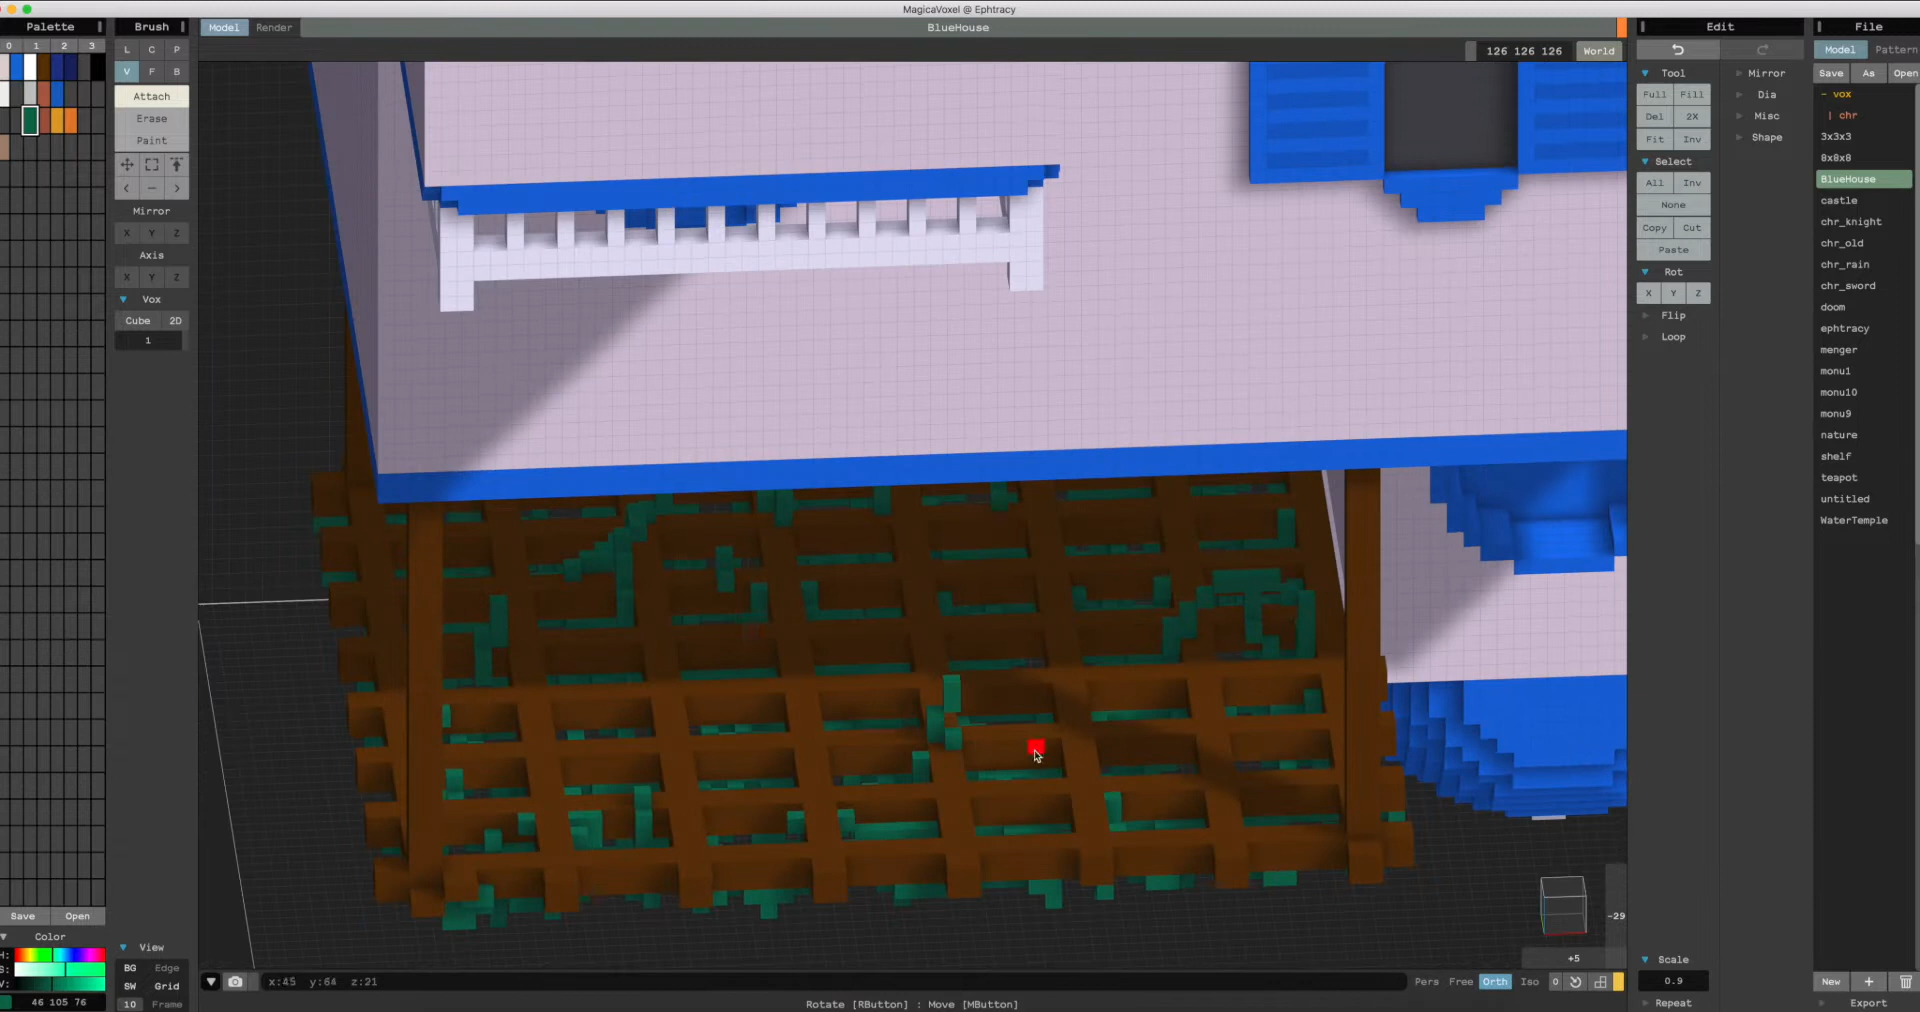 MagicaVoxel @ Ephtracy
Palette
Brush
Model
Render
BlueHouse
Edit
File
0 1 2 3
L C P
V F B
126 126 126
World
Model
Pattern
Tool
Mirror
Save
As
Open
Attach
Full
Fill
Dia
- vox
Erase
Del
2X
Misc
| chr
Paint
Fit
Inv
Shape
3x3x3
Select
8x8x8
< — >
All
Inv
BlueHouse
Mirror
None
castle
X Y Z
Copy
Cut
chr_knight
Axis
Paste
chr_old
X Y Z
Rot
chr_rain
Vox
X Y Z
chr_sword
Cube
2D
Flip
doom
1
Loop
ephtracy
menger
monu1
monu10
monu9
nature
shelf
teapot
untitled
WaterTemple
Save
Open
-29
Color
View
H:
BG
Edge
+5
Scale
S:
SW
Grid
x:45 y:64 z:21
Pers
Free
Orth
Iso
0
0.9
New
+
V:
46 105 76
10
Frame
Rotate [RButton] : Move [MButton]
Repeat
Export